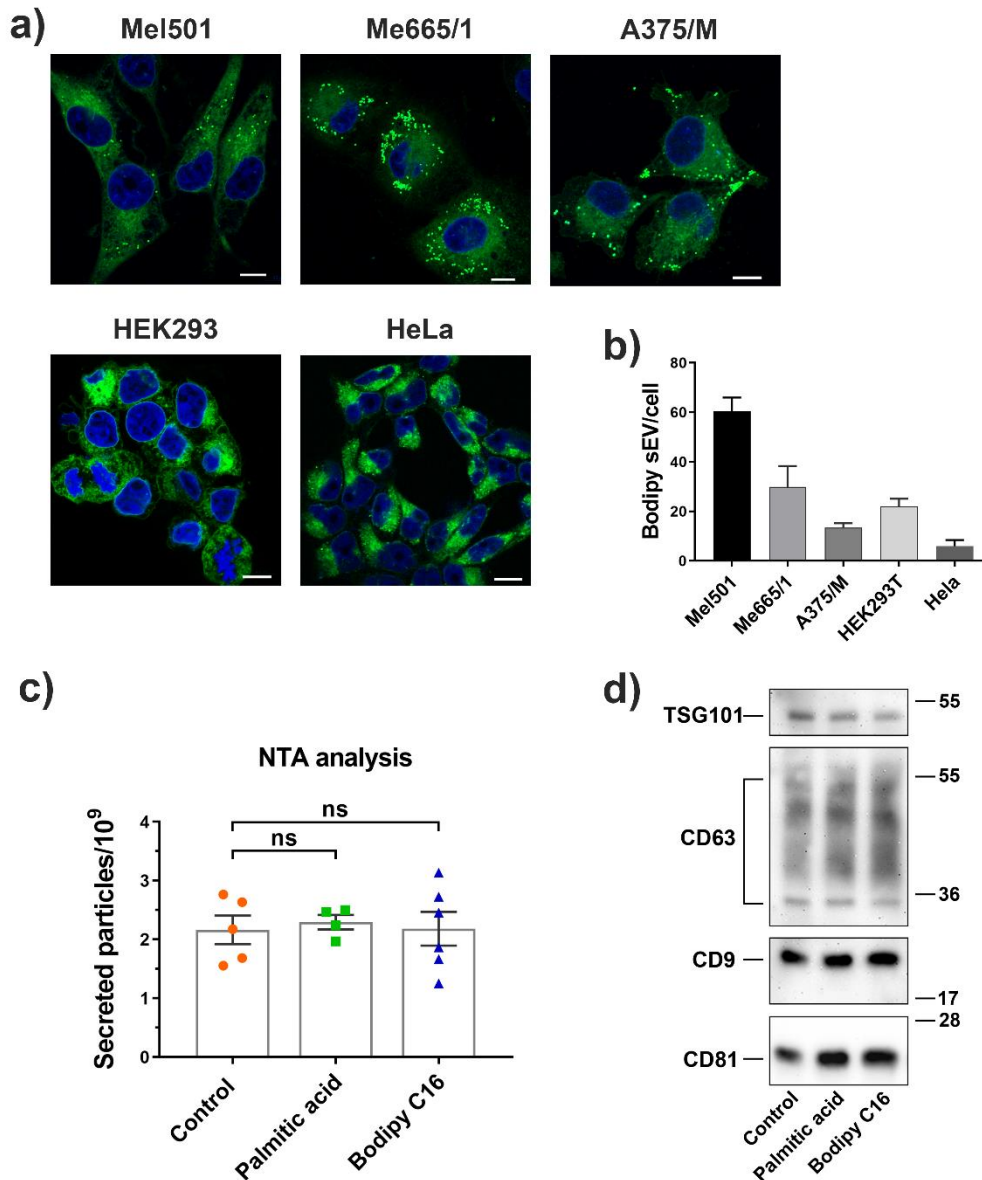 a)
Mel501
Me665/1
A375/M
HEK293
HeLa
b)
Bodipy sEV/cell
80
60
40
20
0
Mel501
Me665/1
A375/M
HEK293T
Hela
c)
NTA analysis
ns
ns
Secreted particles/10⁹
4
3
2
1
0
Control
Palmitic acid
Bodipy C16
d)
TSG101
55
CD63
55
36
CD9
17
CD81
28
Control
Palmitic acid
Bodipy C16